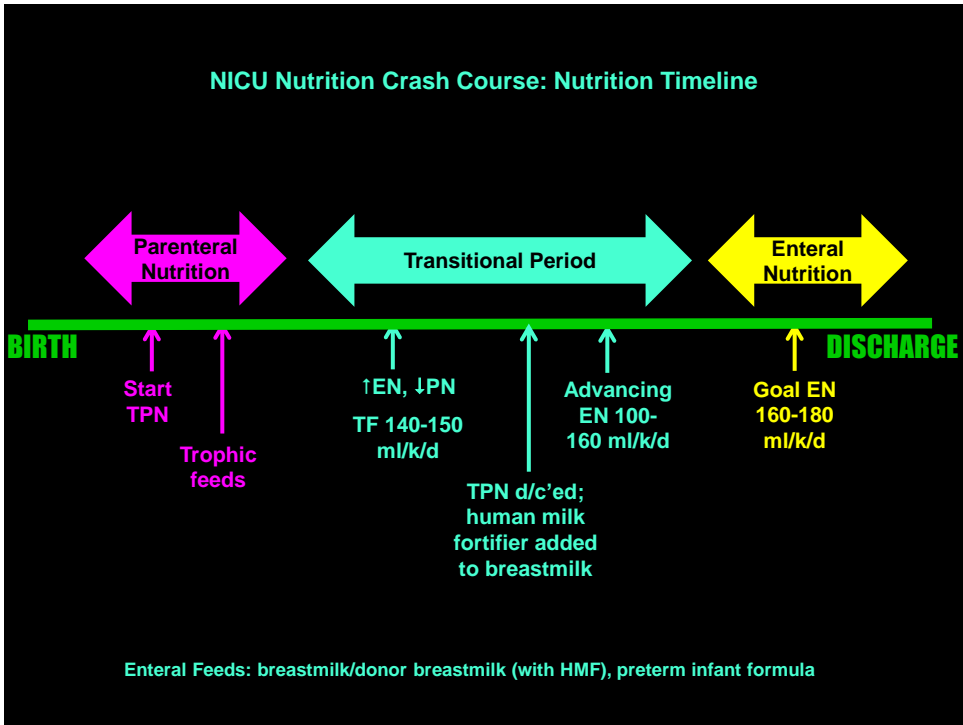 NICU Nutrition Crash Course: Nutrition Timeline
Parenteral
Nutrition
Transitional Period
Enteral
Nutrition
BIRTH
DISCHARGE
Start
TPN
Trophic
feeds
↑EN, ↓PN
TF 140-150
ml/k/d
TPN d/c’ed;
human milk
fortifier added
to breastmilk
Advancing
EN 100-
160 ml/k/d
Goal EN
160-180
ml/k/d
Enteral Feeds: breastmilk/donor breastmilk (with HMF), preterm infant formula